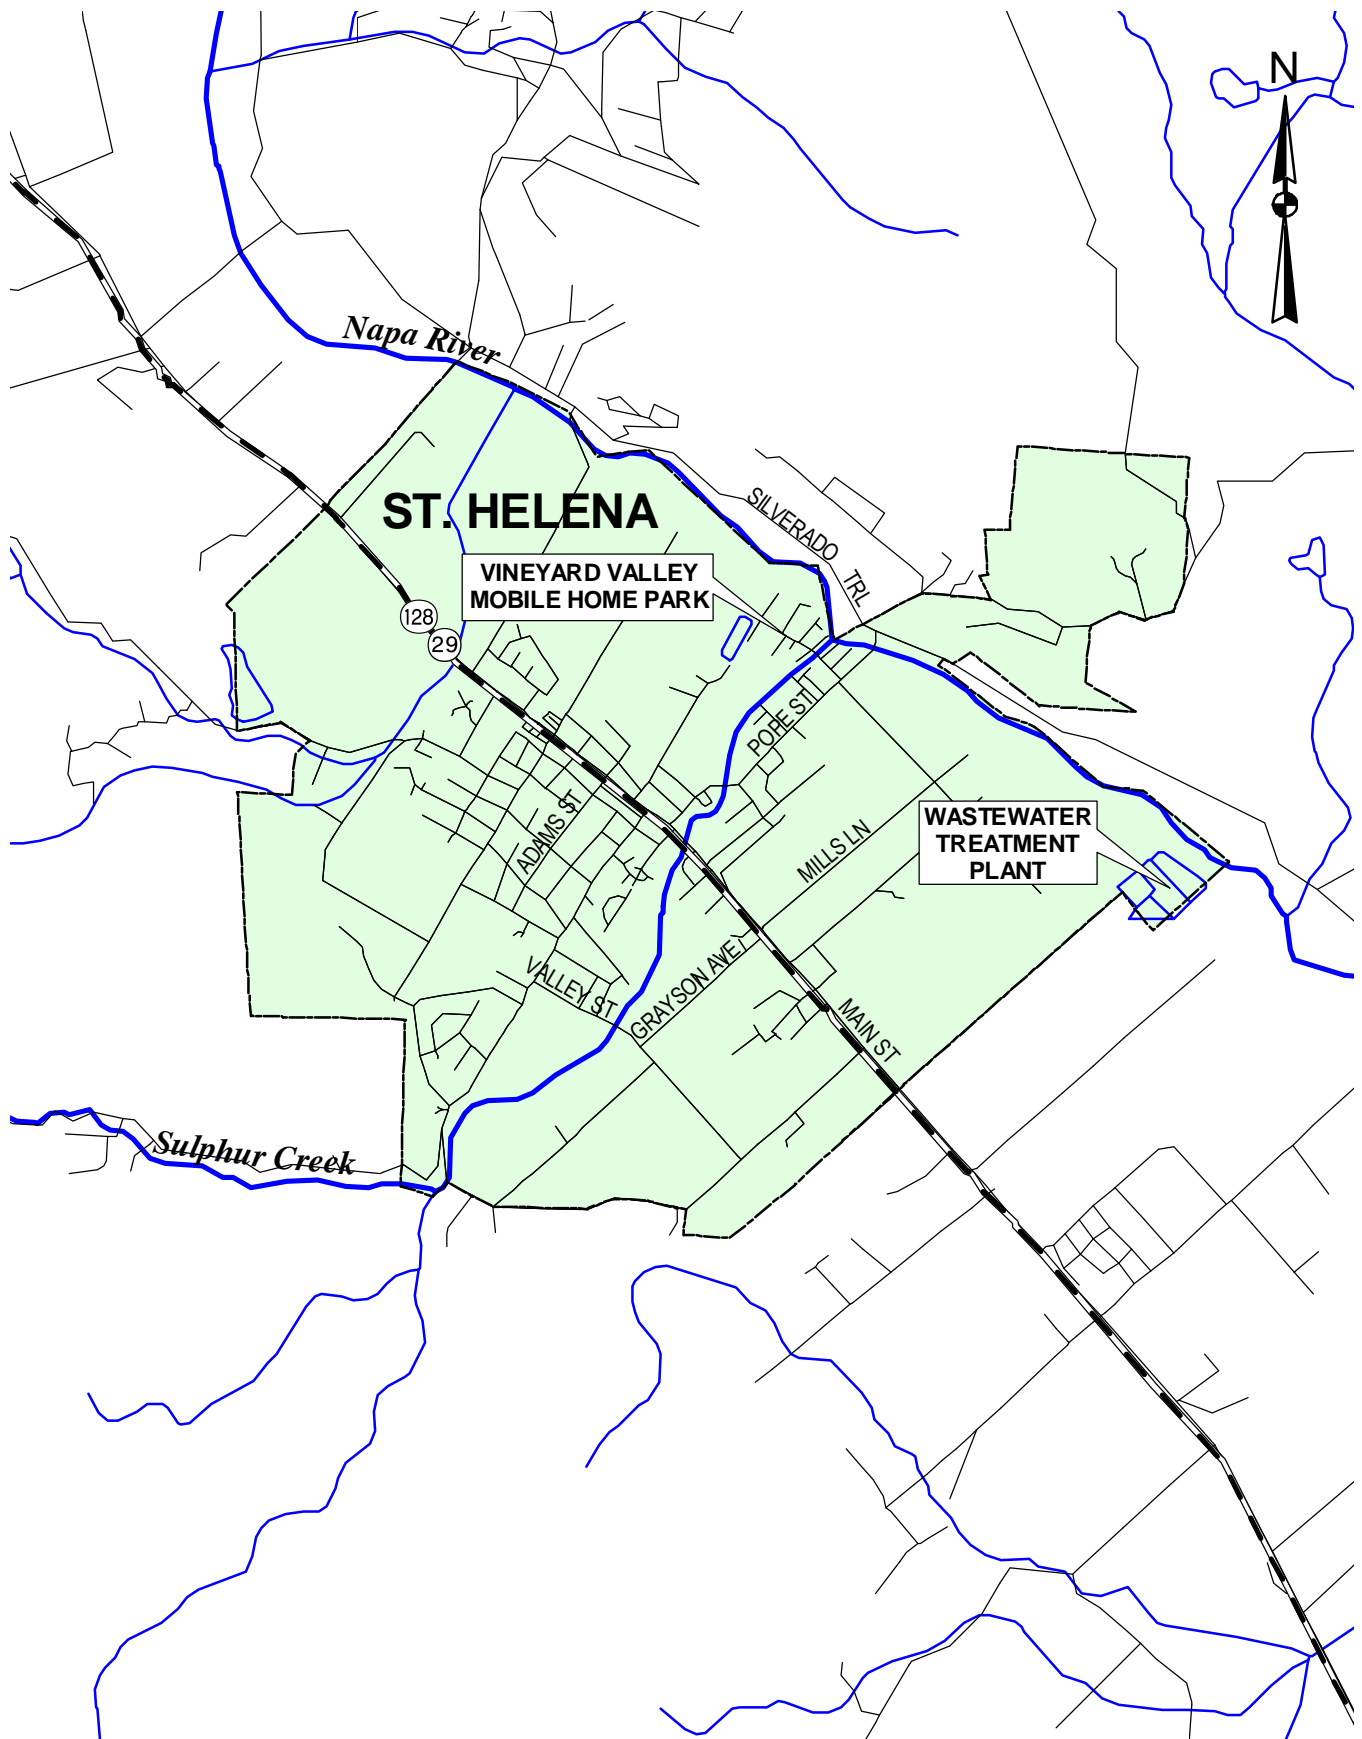 N
Napa River
ST. HELENA
SILVERADO TRL
VINEYARD VALLEY
MOBILE HOME PARK
128
29
POPE ST
WASTEWATER
TREATMENT
PLANT
ADAMS ST
MILLS LN
VALLEY ST
GRAYSON AVE
MAIN ST
Sulphur Creek